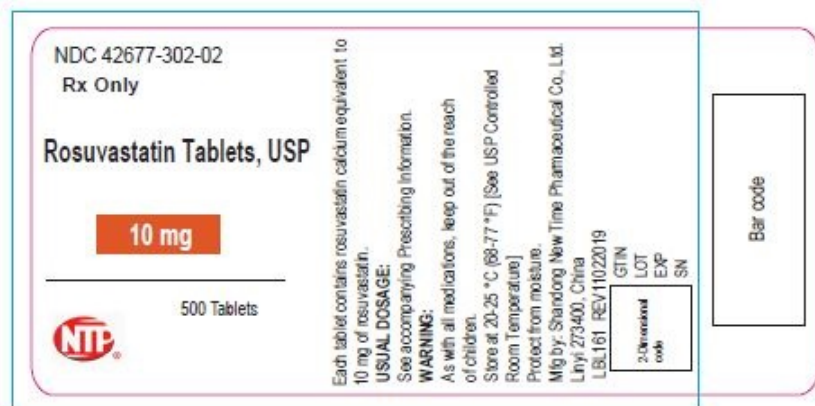 NDC 42677-302-02
Rx Only
Rosuvastatin Tablets, USP
10 mg
500 Tablets
NTP®
Each tablet contains rosuvastatin calcium equivalent to
10 mg of rosuvastatin.
USUAL DOSAGE:
See accompanying Prescribing Information.
WARNING:
As with all medications, keep out of the reach
of children.
Store at 20-25 °C (68-77 °F) [See USP Controlled
Room Temperature]
Protect from moisture.
Mfg by: Shandong New Time Pharmaceutical Co., Ltd.
Linyi 273400, China
LBL161 REV11022019
GTIN
LOT
EXP
SN
2-Dimensional
code
Bar code